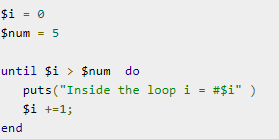 $i = 0
$num = 5
until $i > $num  do
   puts("Inside the loop i = #$i" )
   $i +=1;
end